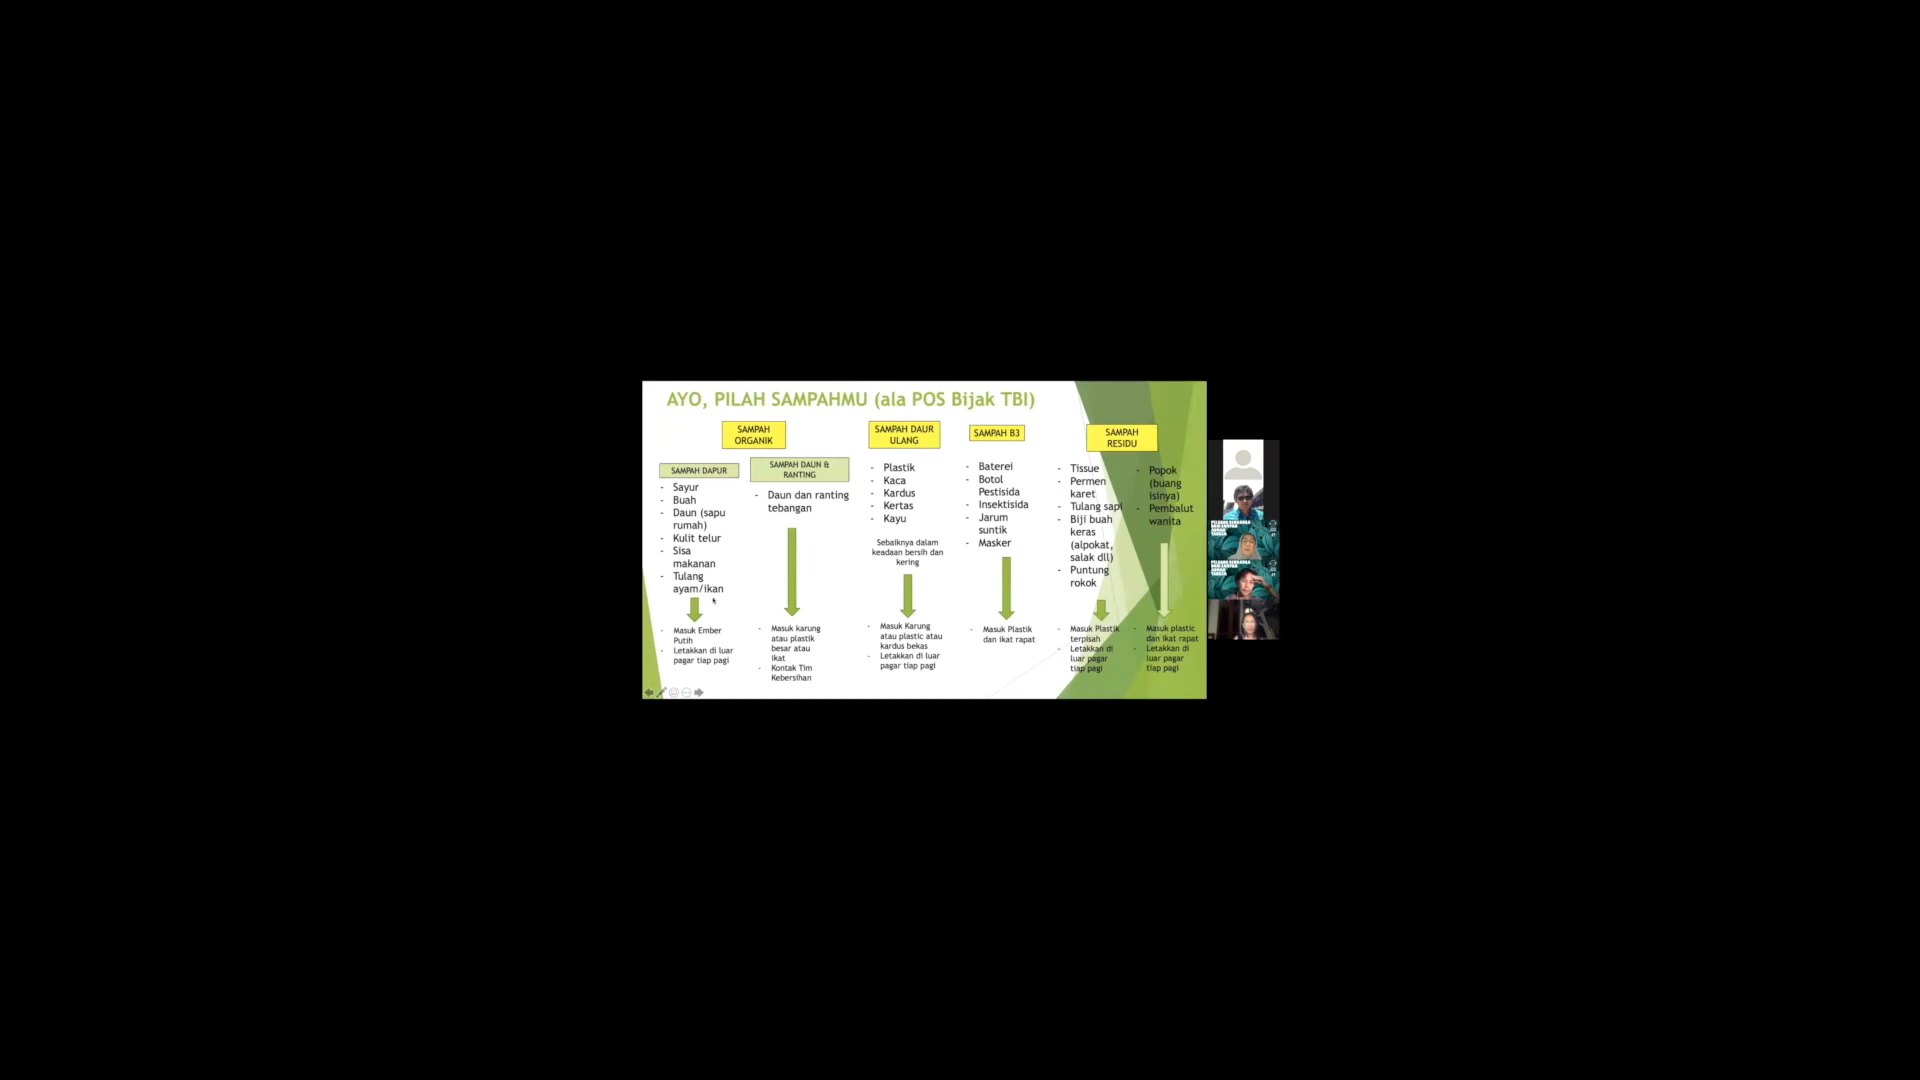 AYO, PILAH SAMPAHMU (ala POS Bijak TBI)
SAMPAH
ORGANIK
SAMPAH DAPUR
- Sayur
- Buah
- Daun (sapu
rumah)
- Kulit telur
- Sisa
makanan
- Tulang
ayam/ikan
- Masuk Ember
Putih
- Letakkan di luar
pagar tiap pagi
SAMPAH DAUN &
RANTING
- Daun dan ranting
tebangan
- Masuk karung
atau plastik
besar atau
ikat
- Kontak Tim
Kebersihan
SAMPAH DAUR
ULANG
- Plastik
- Kaca
- Kardus
- Kertas
- Kayu
Sebaiknya dalam
keadaan bersih dan
kering
- Masuk Karung
atau plastic atau
kardus bekas
- Letakkan di luar
pagar tiap pagi
SAMPAH B3
- Baterei
- Botol
Pestisida
- Insektisida
- Jarum
suntik
- Masker
- Masuk Plastik
dan ikat rapat
SAMPAH
RESIDU
- Tissue
- Permen
karet
- Tulang sapi
- Biji buah
keras
(alpokat,
salak dll)
- Puntung
rokok
- Masuk Plastik
terpisah
- Letakkan di
luar pagar
tiap pagi
- Popok
(buang
isinya)
- Pembalut
wanita
- Masuk plastic
dan ikat rapat
- Letakkan di
luar pagar
tiap pagi